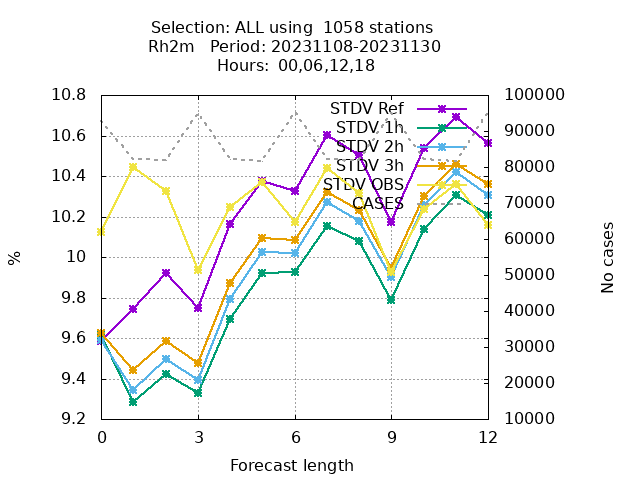 Selection: ALL using  1058 stations
Rh2m   Period: 20231108-20231130
Hours:  00,06,12,18
STDV Ref
STDV 1h
STDV 2h
STDV 3h
STDV OBS
CASES
10.8
10.6
10.4
10.2
10
9.8
9.6
9.4
9.2
%
100000
90000
80000
70000
60000
50000
40000
30000
20000
10000
No cases
0
3
6
9
12
Forecast length